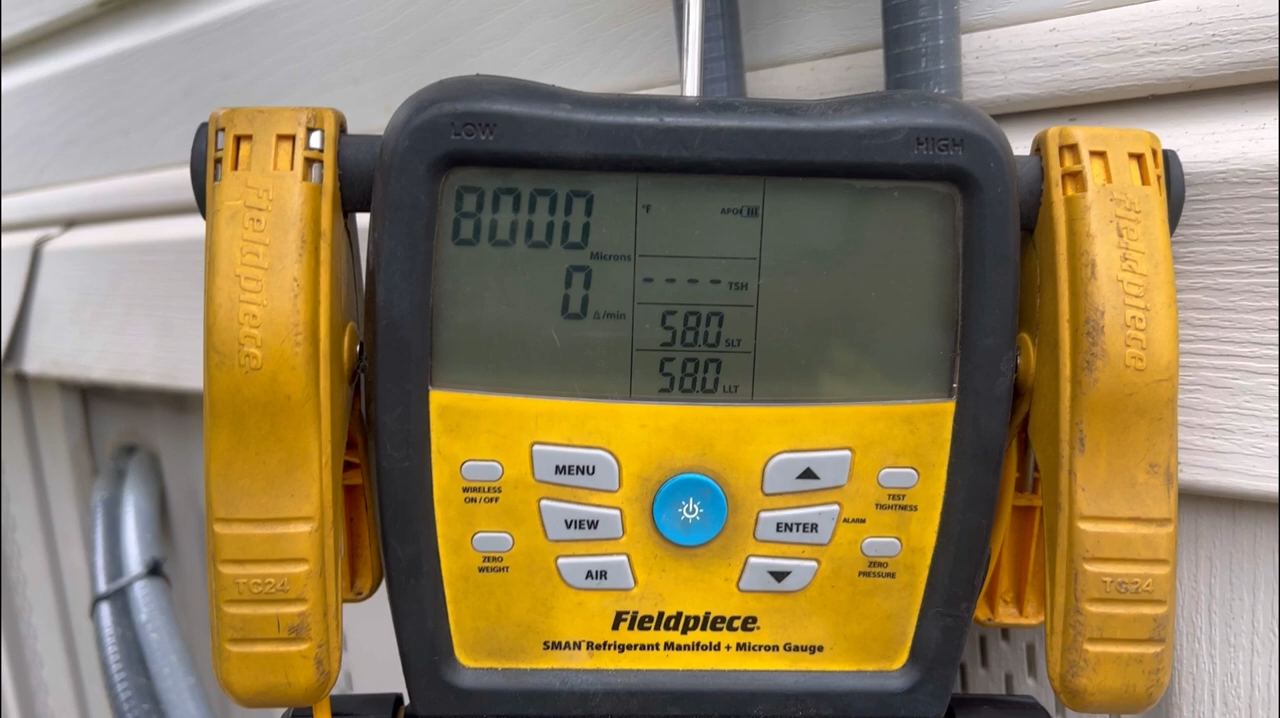 LOW
HIGH
Fieldpiece
Fieldpiece
8000
Microns
0 Δ/min
°F
APO
---- TSH
58.0 SLT
58.0 LLT
WIRELESS
ON / OFF
MENU
TEST
TIGHTNESS
VIEW
ENTER
ALARM
ZERO
WEIGHT
AIR
ZERO
PRESSURE
TC24
TC24
Fieldpiece
SMAN™ Refrigerant Manifold + Micron Gauge